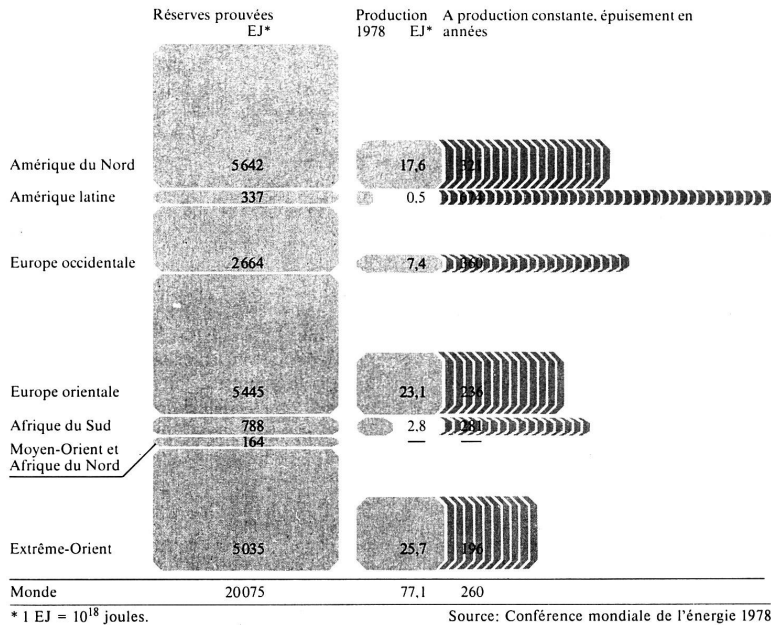 Réserves prouvées Production A production constante, épuisement en
EJ* 1978 EJ* années
Amérique du Nord 5642 17,6 321
Amérique latine 337 0.5 674
Europe occidentale 2664 7,4 360
Europe orientale 5445 23,1 236
Afrique du Sud 788 2.8 281
Moyen-Orient et 164 — —
Afrique du Nord
Extrême-Orient 5035 25,7 196
Monde 20075 77,1 260
* 1 EJ = 10¹⁸ joules. Source: Conférence mondiale de l'énergie 1978